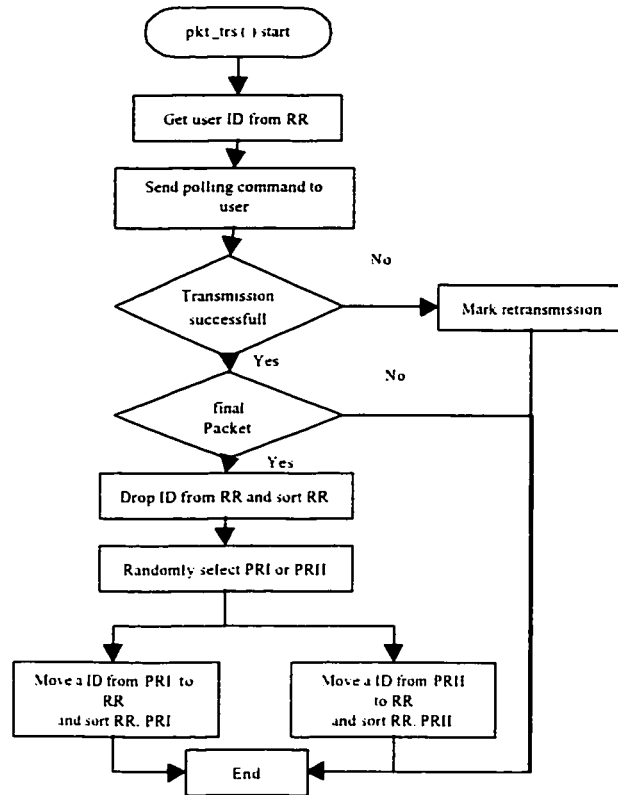 pkt_trs( ) start
Get user ID from RR
Send polling command to
user
No
Transmission
successfull
Mark retransmission
Yes
No
final
Packet
Yes
Drop ID from RR and sort RR
Randomly select PRI or PRII
Move a ID from PRI to
RR
and sort RR, PRI
Move a ID from PRII
to RR
and sort RR, PRII
End